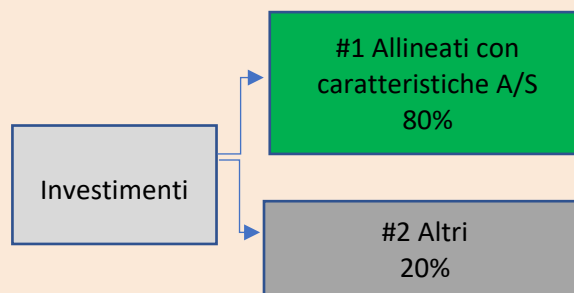 #1 Allineati con
caratteristiche A/S
80%
Investimenti
#2 Altri
20%